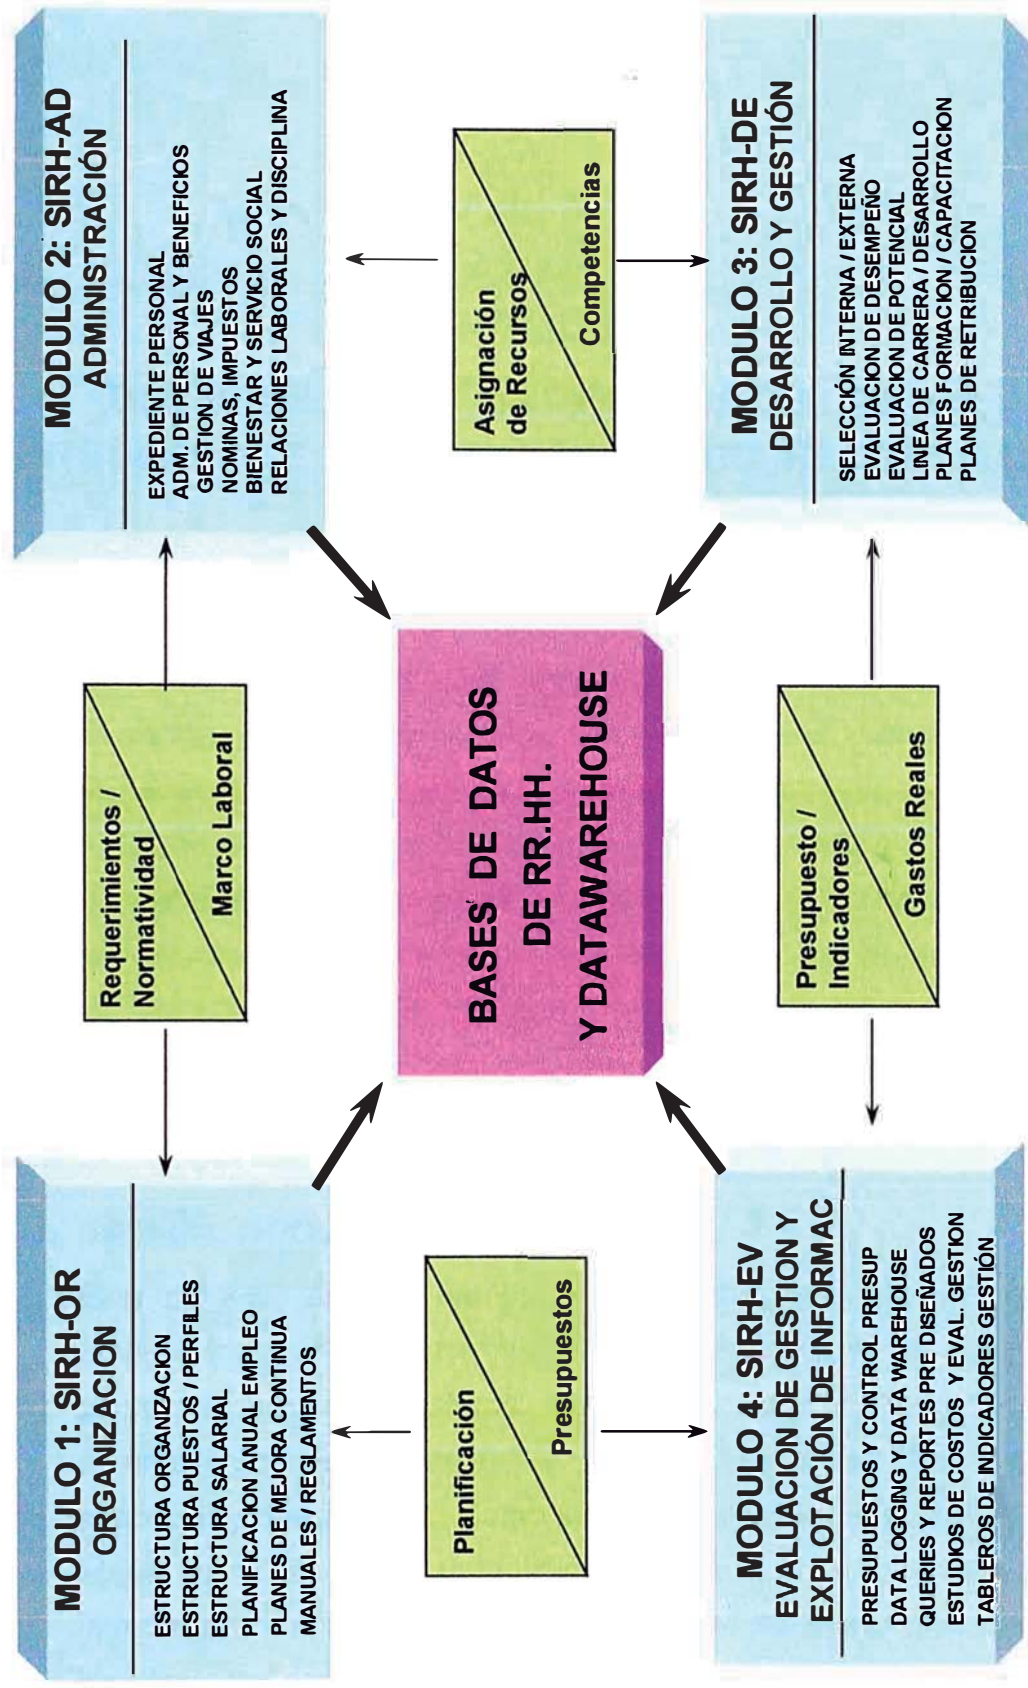 MODULO 1: SIRH-OR
ORGANIZACION
ESTRUCTURA ORGANIZACION
ESTRUCTURA PUESTOS / PERFILES
ESTRUCTURA SALARIAL
PLANIFICACION ANUAL EMPLEO
PLANES DE MEJORA CONTINUA
MANUALES / REGLAMENTOS
Requerimientos /
Normatividad
Marco Laboral
MODULO 2: SIRH-AD
ADMINISTRACIÓN
EXPEDIENTE PERSONAL
ADM. DE PERSONAL Y BENEFICIOS
GESTION DE VIAJES
NOMINAS, IMPUESTOS
BIENESTAR Y SERVICIO SOCIAL
RELACIONES LABORALES Y DISCIPLINA
Planificación
Presupuestos
BASES DE DATOS
DE RR.HH.
Y DATAWAREHOUSE
Asignación
de Recursos
Competencias
MODULO 4: SIRH-EV
EVALUACION DE GESTION Y
EXPLOTACIÓN DE INFORMAC
PRESUPUESTOS Y CONTROL PRESUP
DATA LOGGING Y DATA WAREHOUSE
QUERIES Y REPORTES PRE DISEÑADOS
ESTUDIOS DE COSTOS Y EVAL. GESTION
TABLEROS DE INDICADORES GESTIÓN
Presupuesto /
Indicadores
Gastos Reales
MODULO 3: SIRH-DE
DESARROLLO Y GESTIÓN
SELECCIÓN INTERNA / EXTERNA
EVALUACION DE DESEMPEÑO
EVALUACION DE POTENCIAL
LÍNEA DE CARRERA / DESARROLLO
PLANES FORMACION / CAPACITACION
PLANES DE RETRIBUCION